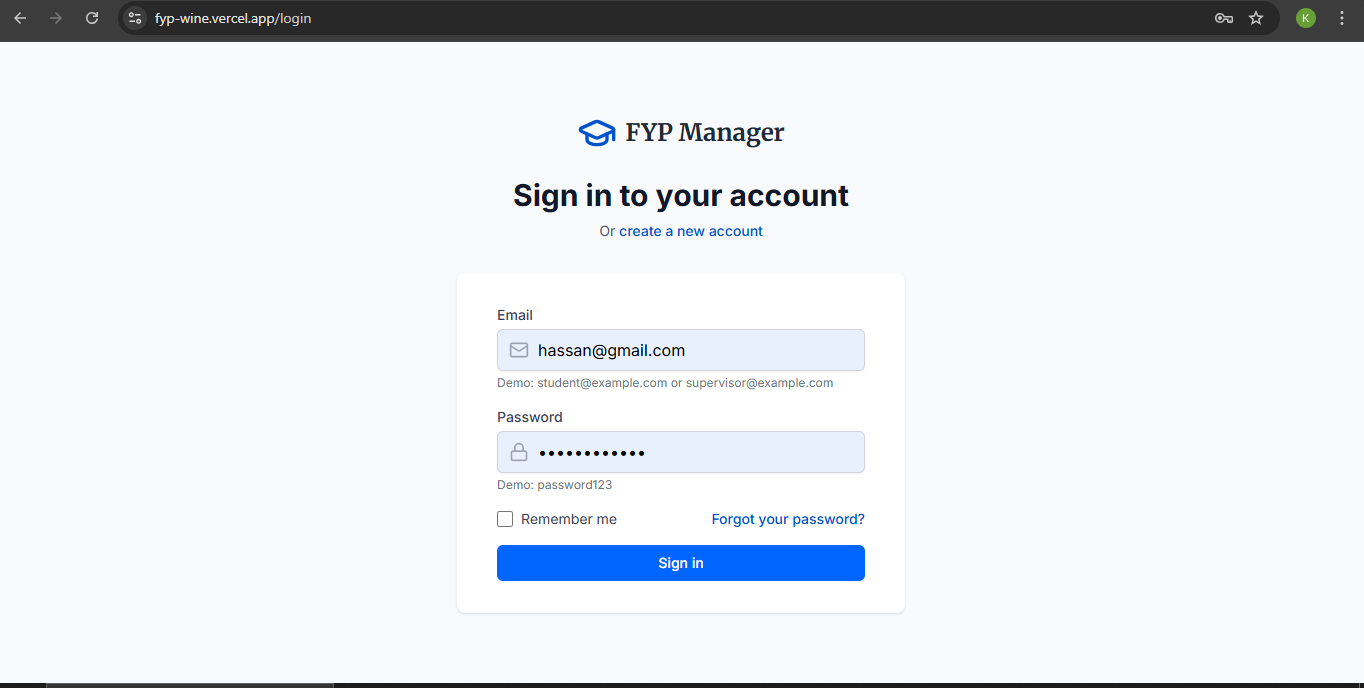 fyp-wine.vercel.app/login
K
FYP Manager
Sign in to your account
Or create a new account
Email
hassan@gmail.com
Demo: student@example.com or supervisor@example.com
Password
••••••••••••
Demo: password123
Remember me Forgot your password?
Sign in